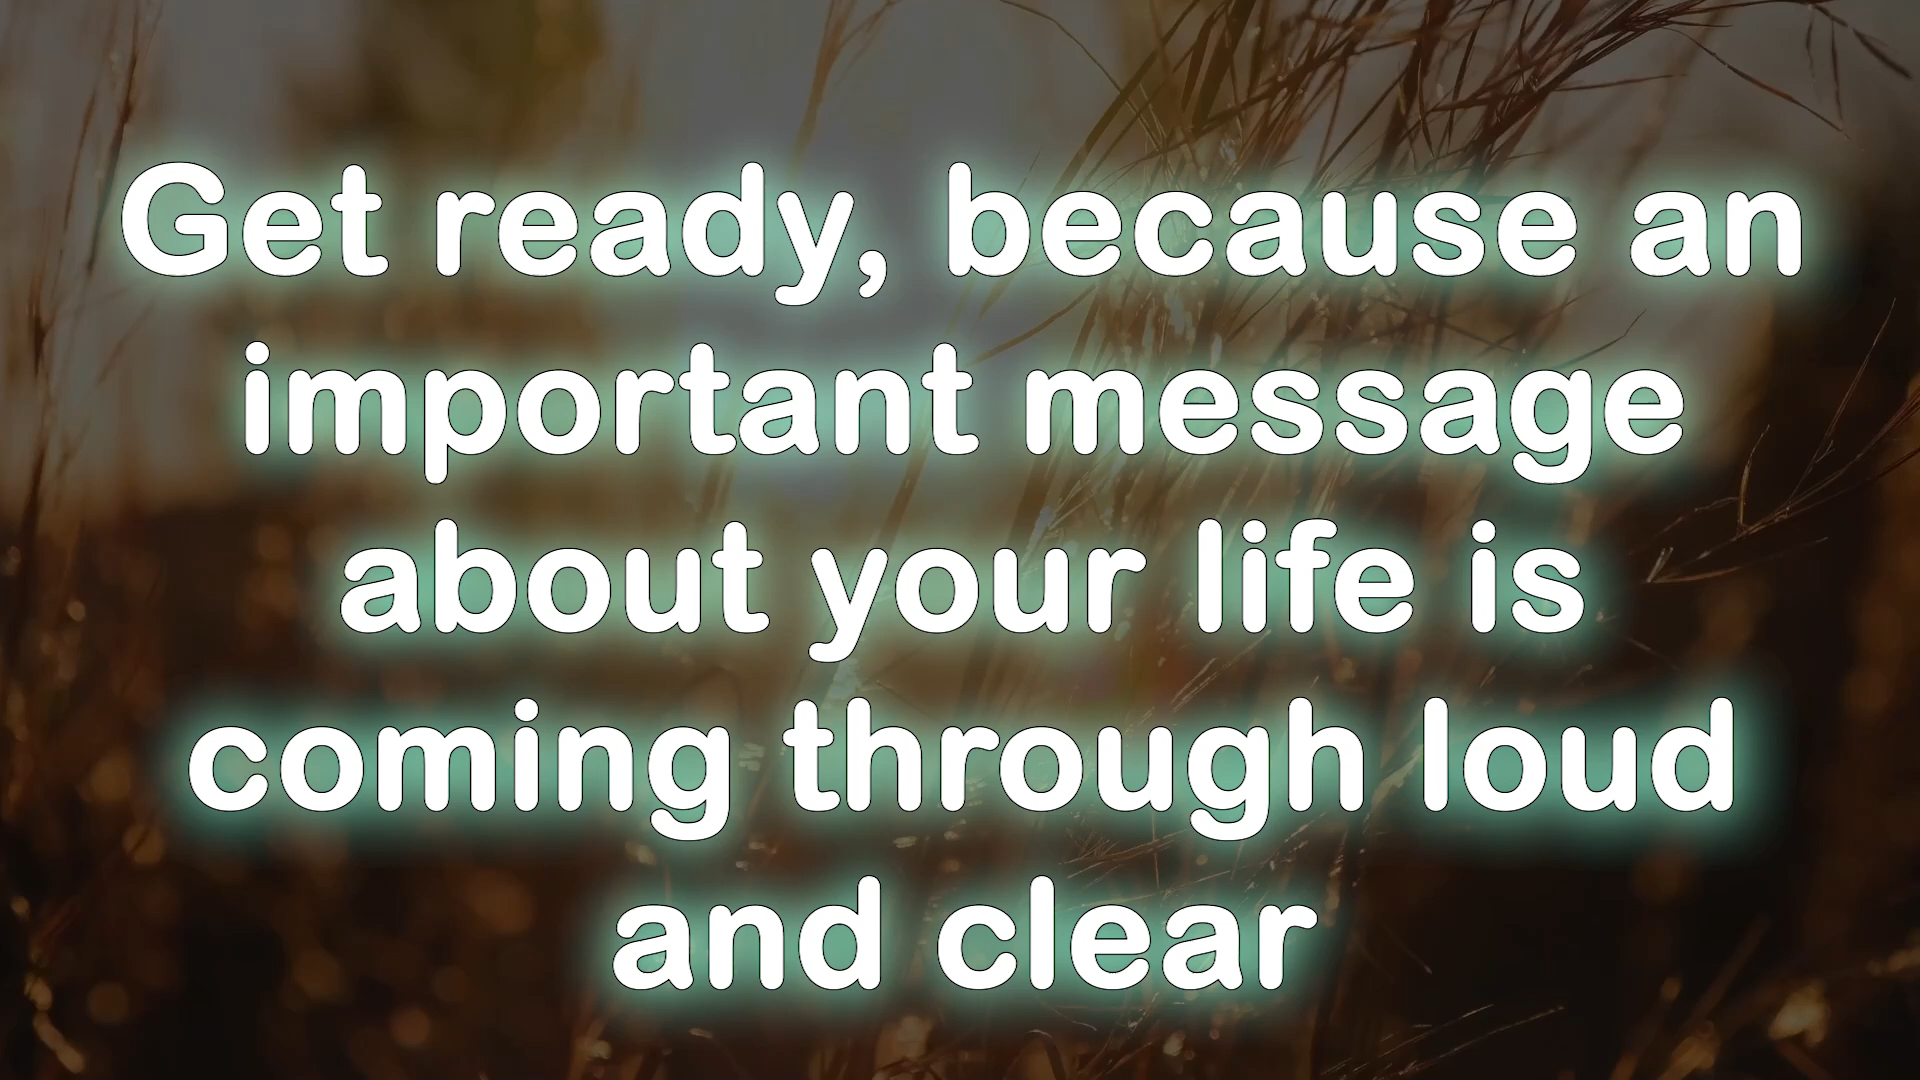 Get ready, because an
important message
about your life is
coming through loud
and clear